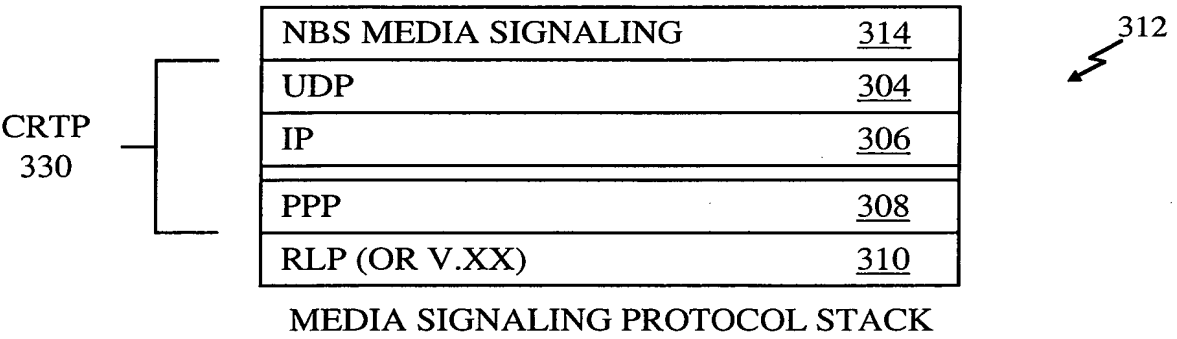 NBS MEDIA SIGNALING 314
312
UDP 304
CRTP
330
IP 306
PPP 308
RLP (OR V.XX) 310
MEDIA SIGNALING PROTOCOL STACK